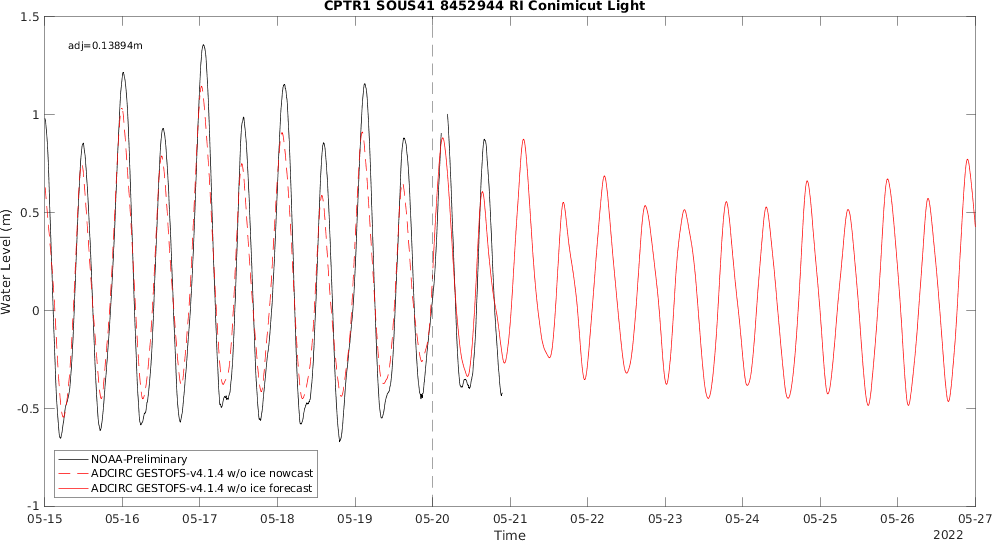 CPTR1 SOUS41 8452944 RI Conimicut Light
adj=0.13894m
1.5
1
0.5
0
-0.5
-1
Water Level (m)
NOAA-Preliminary
ADCIRC GESTOFS-v4.1.4 w/o ice nowcast
ADCIRC GESTOFS-v4.1.4 w/o ice forecast
05-15 05-16 05-17 05-18 05-19 05-20 05-21 05-22 05-23 05-24 05-25 05-26 05-27
Time
2022